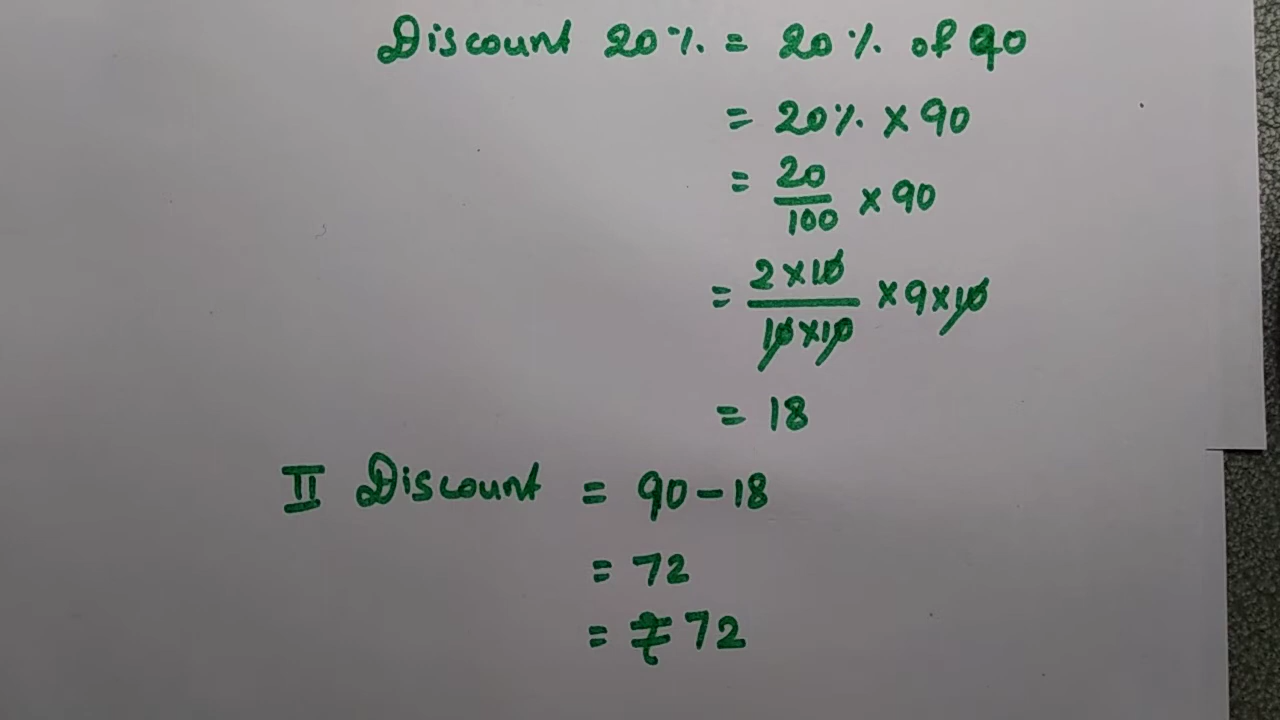 Discount 20% = 20% of 90
= 20% × 90
= 20/100 × 90
= 2×10/10×10 × 9×10
= 18
II Discount = 90 - 18
= 72
= ₹ 72